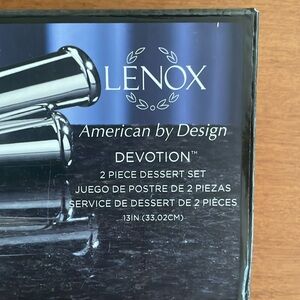 LENOX
American by Design
DEVOTION™
2 PIECE DESSERT SET
JUEGO DE POSTRE DE 2 PIEZAS
SERVICE DE DESSERT DE 2 PIÈCES
13IN (33,02CM)